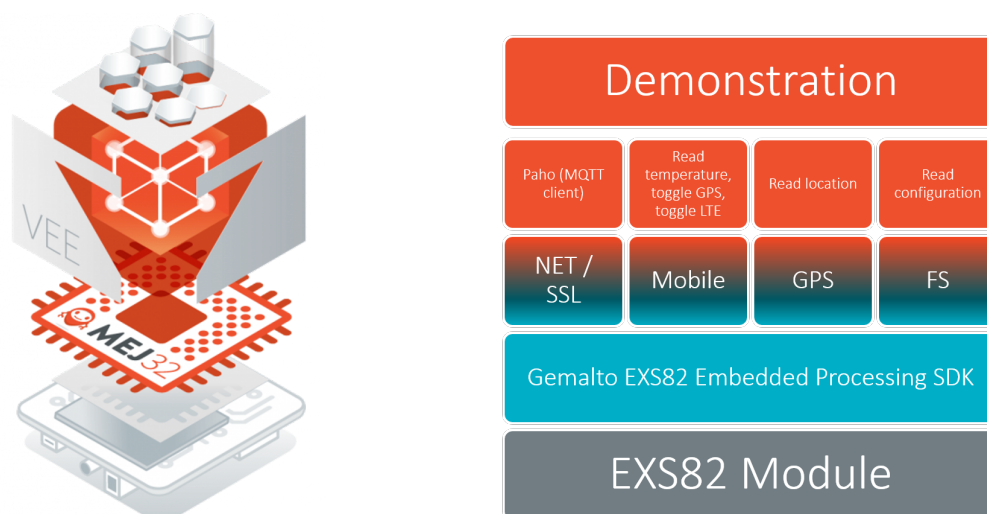 VEE
MEJ32
Demonstration
Paho (MQTT
client)
Read
temperature,
toggle GPS,
toggle LTE
Read location
Read
configuration
NET /
SSL
Mobile
GPS
FS
Gemalto EXS82 Embedded Processing SDK
EXS82 Module